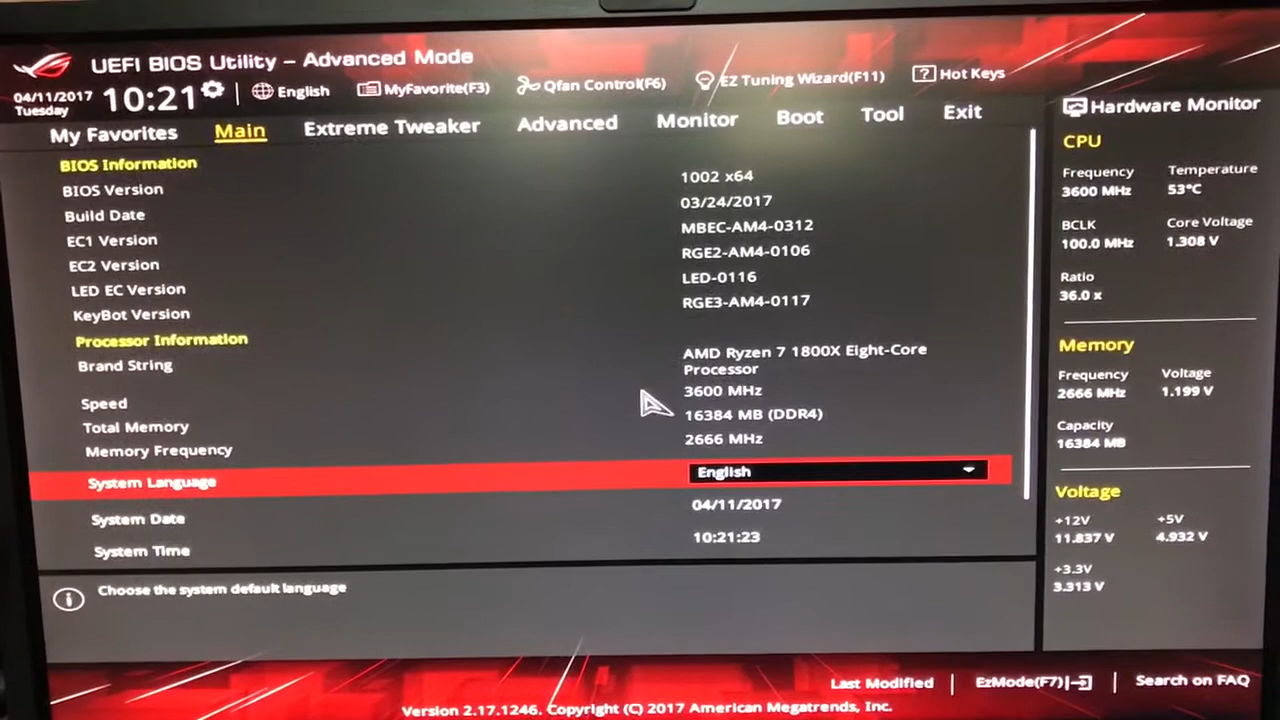 UEFI BIOS Utility – Advanced Mode
04/11/2017
Tuesday
10:21
English
MyFavorite(F3)
Qfan Control(F6)
EZ Tuning Wizard(F11)
? Hot Keys
My Favorites
Main
Extreme Tweaker
Advanced
Monitor
Boot
Tool
Exit
BIOS Information
BIOS Version 1002 x64
Build Date 03/24/2017
EC1 Version MBEC-AM4-0312
EC2 Version RGE2-AM4-0106
LED EC Version LED-0116
KeyBot Version RGE3-AM4-0117
Processor Information
Brand String AMD Ryzen 7 1800X Eight-Core
Processor
Speed 3600 MHz
Total Memory 16384 MB (DDR4)
Memory Frequency 2666 MHz
System Language English
System Date 04/11/2017
System Time 10:21:23
i Choose the system default language
Hardware Monitor
CPU
Frequency Temperature
3600 MHz 53°C
BCLK Core Voltage
100.0 MHz 1.308 V
Ratio
36.0 x
Memory
Frequency Voltage
2666 MHz 1.199 V
Capacity
16384 MB
Voltage
+12V +5V
11.837 V 4.932 V
+3.3V
3.313 V
Last Modified
EzMode(F7)
Search on FAQ
Version 2.17.1246. Copyright (C) 2017 American Megatrends, Inc.